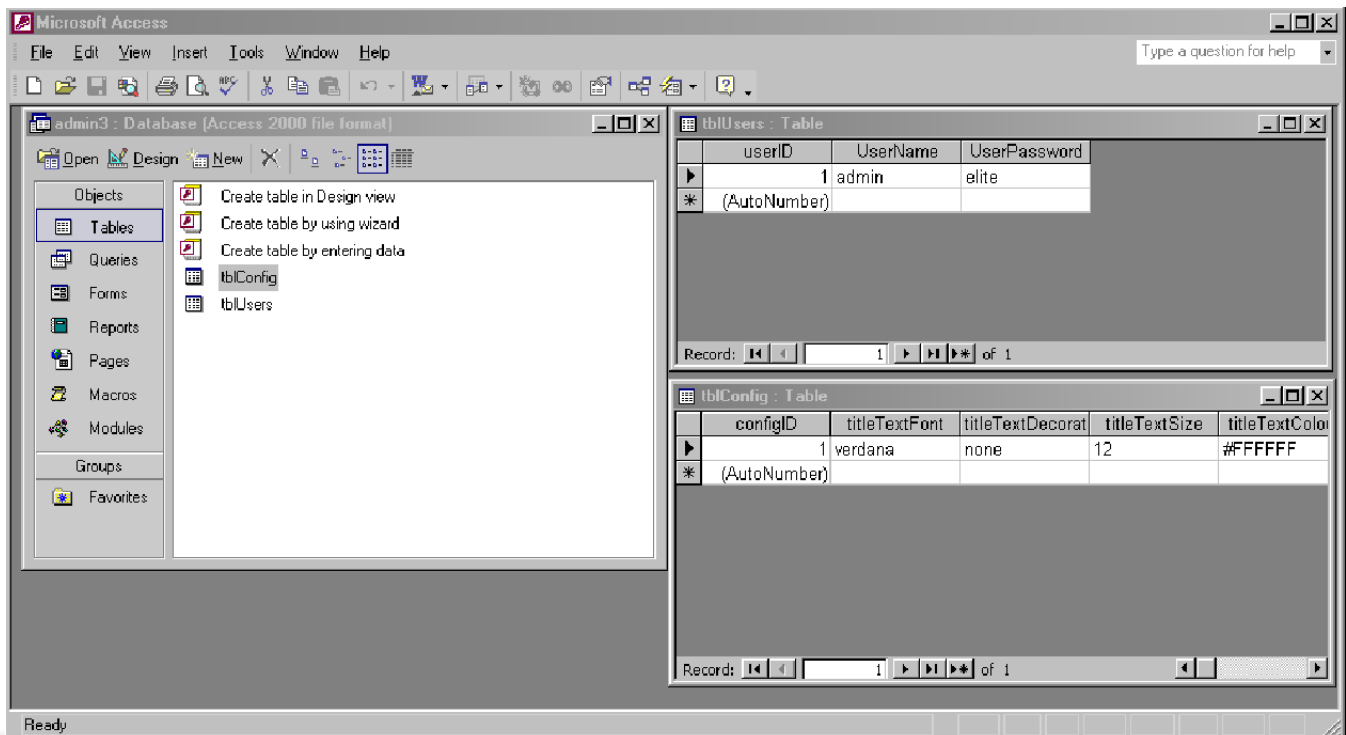 Microsoft Access
File Edit View Insert Tools Window Help
Type a question for help
admin3 : Database (Access 2000 file format)
Open Design New
Objects
Tables
Queries
Forms
Reports
Pages
Macros
Modules
Groups
Favorites
Create table in Design view
Create table by using wizard
Create table by entering data
tblConfig
tblUsers
tblUsers : Table
userID UserName UserPassword
1 admin elite
(AutoNumber)
Record: 1 of 1
tblConfig : Table
configID titleTextFont titleTextDecorat titleTextSize titleTextColou
1 verdana none 12 #FFFFFF
(AutoNumber)
Record: 1 of 1
Ready